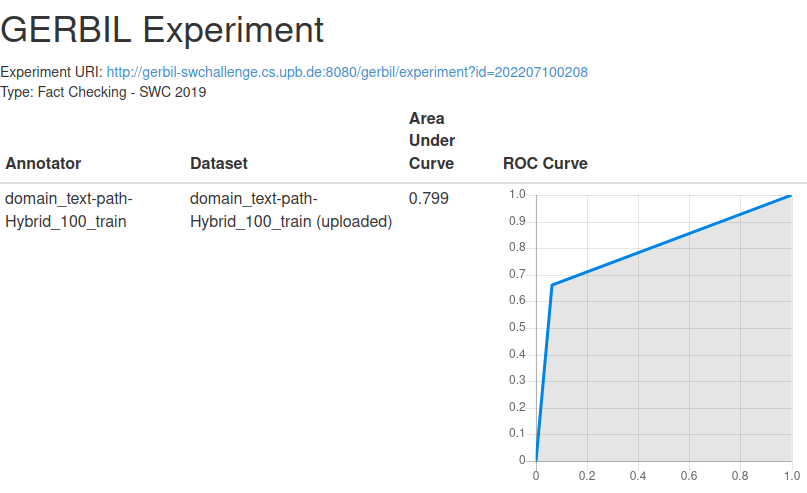 GERBIL Experiment
Experiment URI: http://gerbil-swchallenge.cs.upb.de:8080/gerbil/experiment?id=202207100208
Type: Fact Checking - SWC 2019
Annotator
Dataset
Area
Under
Curve
ROC Curve
domain_text-path-
Hybrid_100_train
domain_text-path-
Hybrid_100_train (uploaded)
0.799
1.0
0.9
0.8
0.7
0.6
0.5
0.4
0.3
0.2
0.1
0
0 0.2 0.4 0.6 0.8 1.0